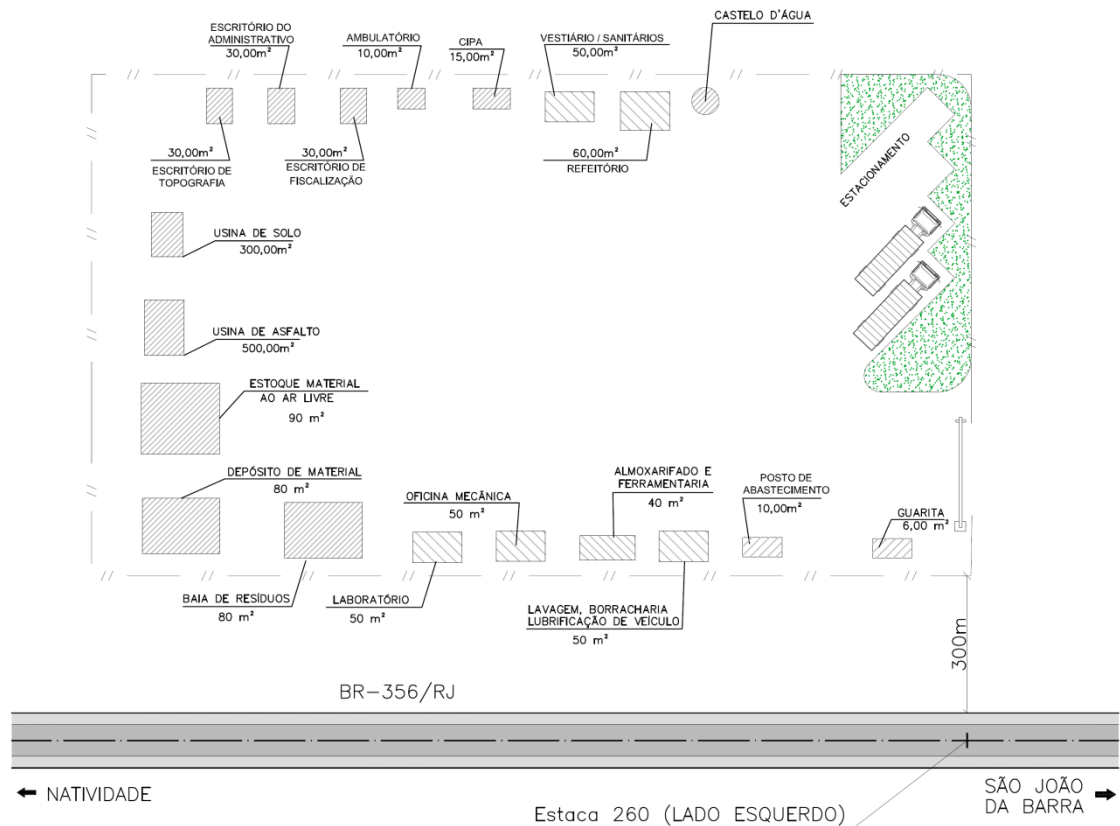 CASTELO D'ÁGUA
ESCRITÓRIO DO
ADMINISTRATIVO
30,00m²
AMBULATÓRIO
10,00m²
CIPA
15,00m²
VESTIÁRIO / SANITÁRIOS
50,00m²
30,00m²
ESCRITÓRIO DE
TOPOGRAFIA
30,00m²
ESCRITÓRIO DE
FISCALIZAÇÃO
60,00m²
REFEITÓRIO
ESTACIONAMENTO
USINA DE SOLO
300,00m²
USINA DE ASFALTO
500,00m²
ESTOQUE MATERIAL
AO AR LIVRE
90 m²
DEPÓSITO DE MATERIAL
80 m²
OFICINA MECÂNICA
50 m²
ALMOXARIFADO E
FERRAMENTARIA
40 m²
POSTO DE
ABASTECIMENTO
10,00m²
GUARITA
6,00 m²
BAIA DE RESÍDUOS
80 m²
LABORATÓRIO
50 m²
LAVAGEM, BORRACHARIA
LUBRIFICAÇÃO DE VEÍCULO
50 m²
300m
BR-356/RJ
← NATIVIDADE
SÃO JOÃO
DA BARRA →
Estaca 260 (LADO ESQUERDO)